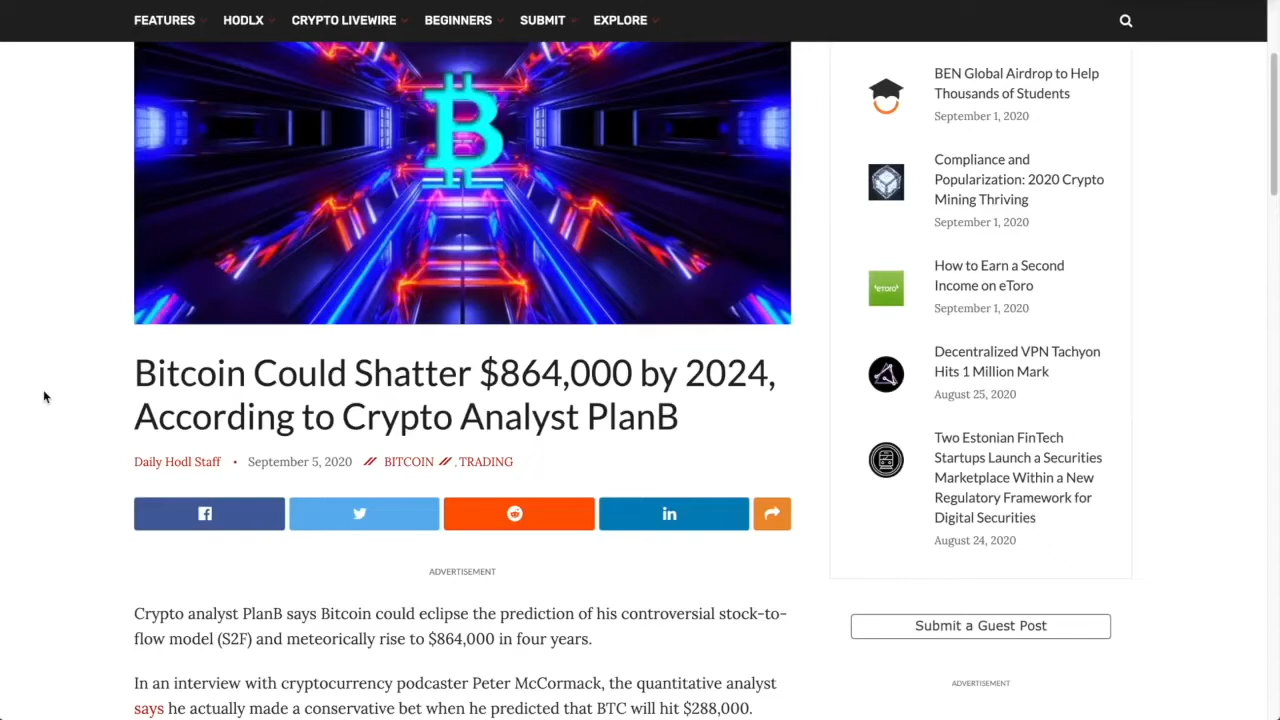 FEATURES
HODLX
CRYPTO LIVEWIRE
BEGINNERS
SUBMIT
EXPLORE
Bitcoin Could Shatter $864,000 by 2024,
According to Crypto Analyst PlanB
Daily Hodl Staff • September 5, 2020 // BITCOIN //, TRADING
ADVERTISEMENT
Crypto analyst PlanB says Bitcoin could eclipse the prediction of his controversial stock-to-
flow model (S2F) and meteorically rise to $864,000 in four years.
In an interview with cryptocurrency podcaster Peter McCormack, the quantitative analyst
says he actually made a conservative bet when he predicted that BTC will hit $288,000.
BEN Global Airdrop to Help
Thousands of Students
September 1, 2020
Compliance and
Popularization: 2020 Crypto
Mining Thriving
September 1, 2020
eToro
How to Earn a Second
Income on eToro
September 1, 2020
Decentralized VPN Tachyon
Hits 1 Million Mark
August 25, 2020
Two Estonian FinTech
Startups Launch a Securities
Marketplace Within a New
Regulatory Framework for
Digital Securities
August 24, 2020
Submit a Guest Post
ADVERTISEMENT